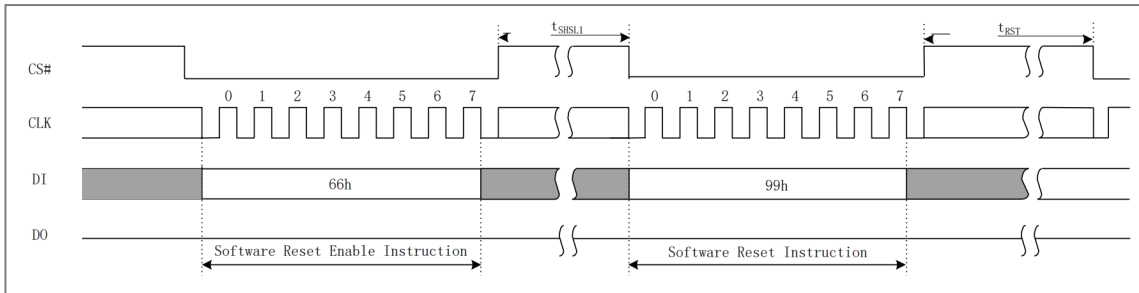 tSHSL1 tRST
CS#
0 1 2 3 4 5 6 7 0 1 2 3 4 5 6 7
CLK
DI 66h 99h
DO
Software Reset Enable Instruction Software Reset Instruction